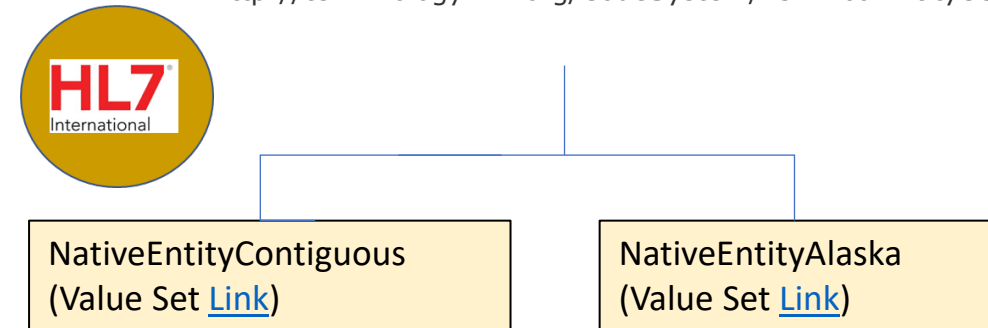 HL7
International
NativeEntityContiguous
(Value Set Link)
NativeEntityAlaska
(Value Set Link)